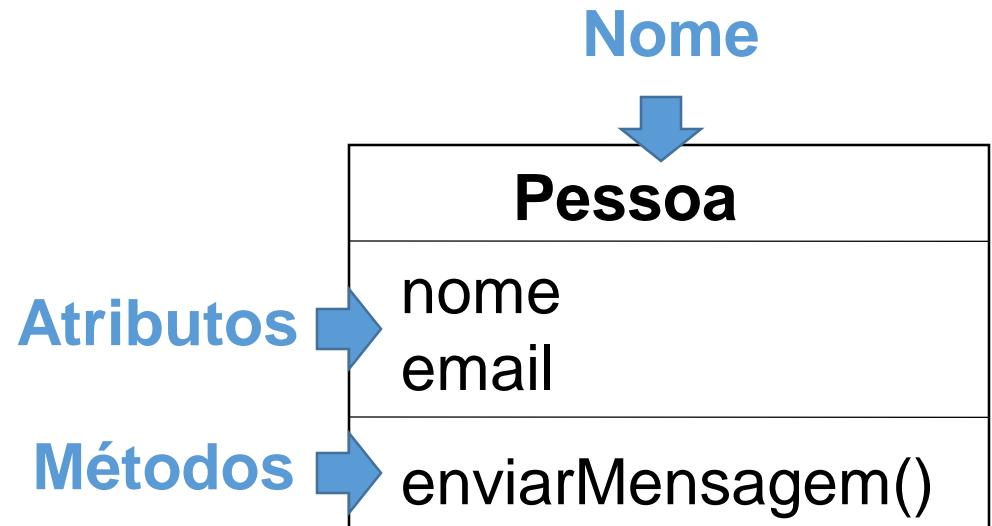 Nome
Pessoa
Atributos
nome
email
Métodos
enviarMensagem()